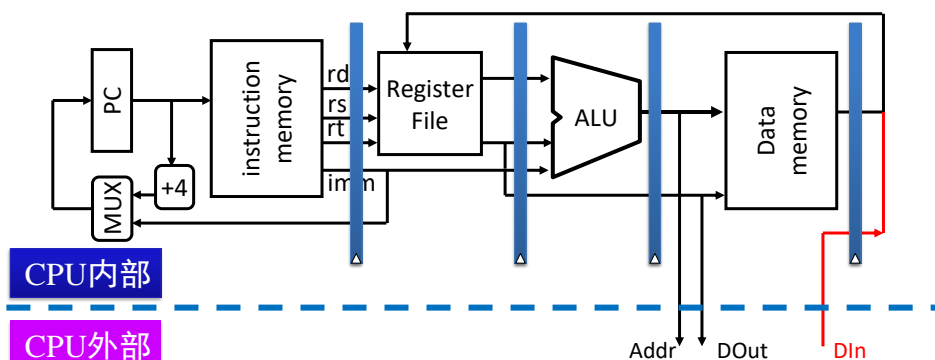 PC
+4
MUX
instruction
memory
rd
rs
rt
imm
Register
File
ALU
Data
memory
CPU内部
CPU外部
Addr
DOut
DIn